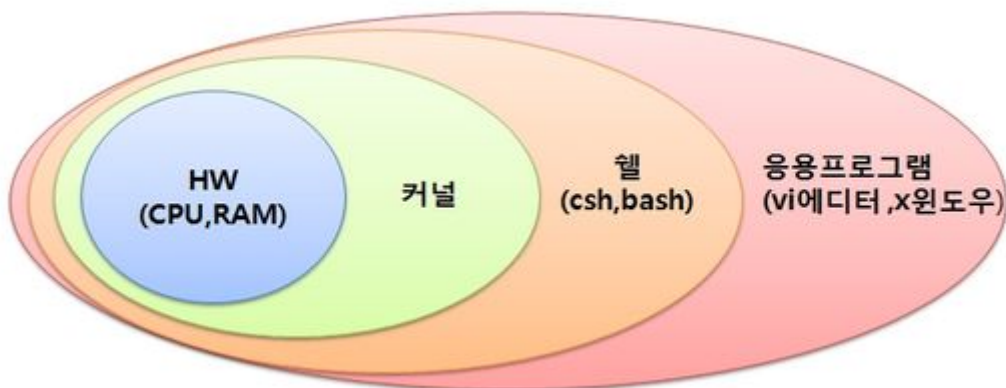 HW
(CPU,RAM)
커널
쉘
(csh,bash)
응용프로그램
(vi에디터 ,x윈도우)